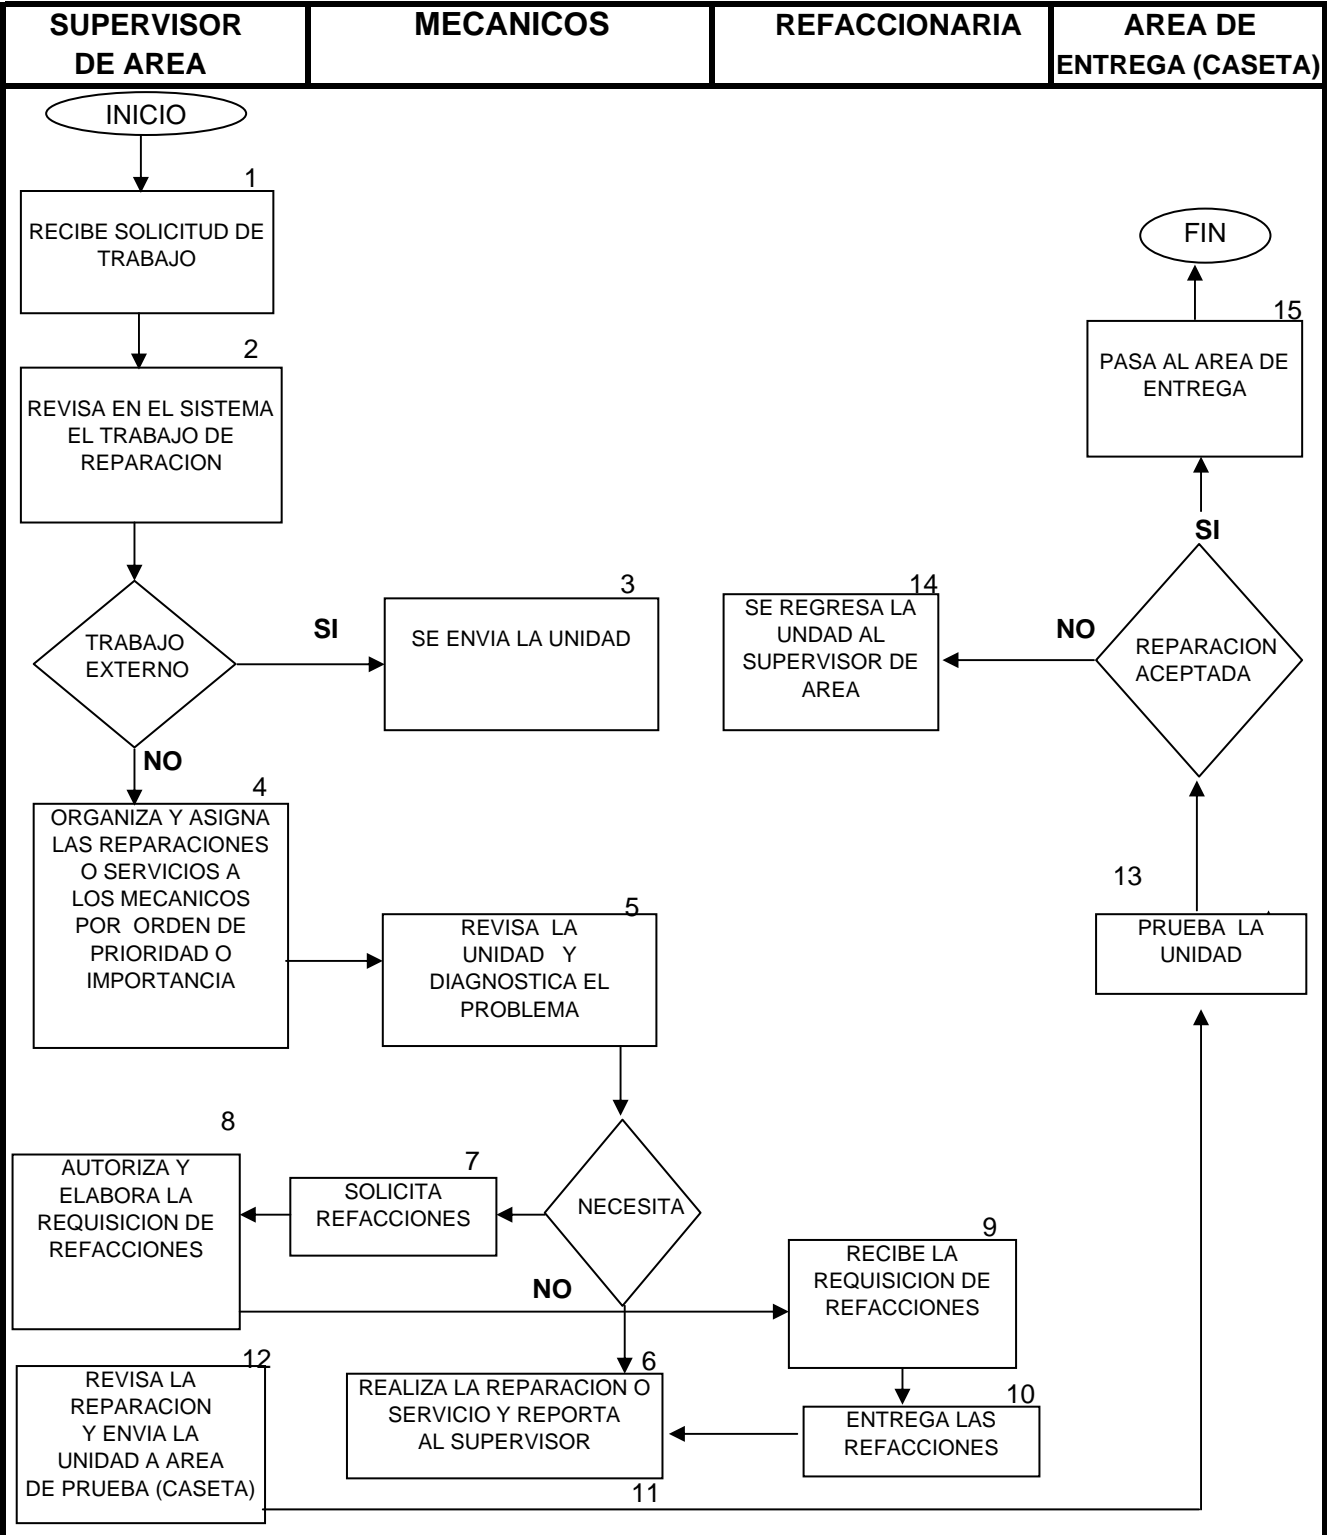 SUPERVISOR
DE AREA
MECANICOS
REFACCIONARIA
AREA DE
ENTREGA (CASETA)
INICIO
1
RECIBE SOLICITUD DE
TRABAJO
2
REVISA EN EL SISTEMA
EL TRABAJO DE
REPARACION
TRABAJO
EXTERNO
SI
3
SE ENVIA LA UNIDAD
NO
4
ORGANIZA Y ASIGNA
LAS REPARACIONES
O SERVICIOS A
LOS MECANICOS
POR ORDEN DE
PRIORIDAD O
IMPORTANCIA
5
REVISA LA
UNIDAD Y
DIAGNOSTICA EL
PROBLEMA
NECESITA
7
SOLICITA
REFACCIONES
8
AUTORIZA Y
ELABORA LA
REQUISICION DE
REFACCIONES
NO
9
RECIBE LA
REQUISICION DE
REFACCIONES
10
ENTREGA LAS
REFACCIONES
6
REALIZA LA REPARACION O
SERVICIO Y REPORTA
AL SUPERVISOR
11
12
REVISA LA
REPARACION
Y ENVIA LA
UNIDAD A AREA
DE PRUEBA (CASETA)
13
PRUEBA LA
UNIDAD
REPARACION
ACEPTADA
NO
14
SE REGRESA LA
UNDAD AL
SUPERVISOR DE
AREA
SI
15
PASA AL AREA DE
ENTREGA
FIN